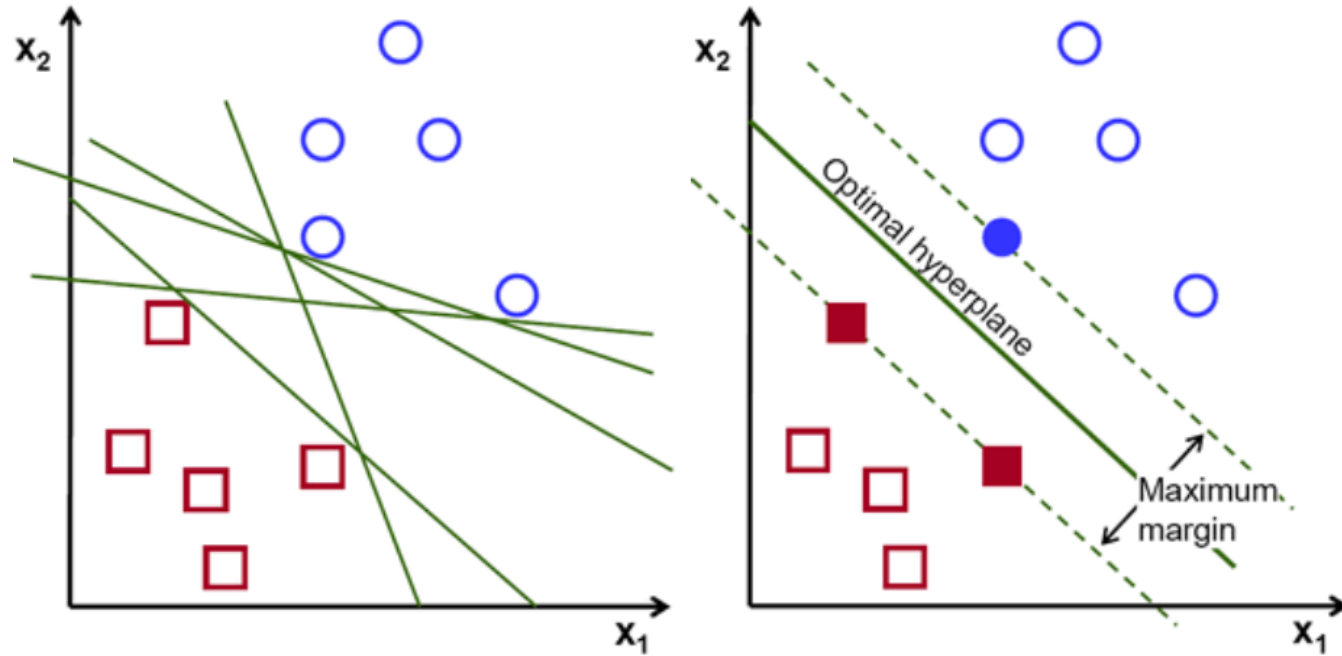 x₂
x₁
x₂
Optimal hyperplane
Maximum
margin
x₁